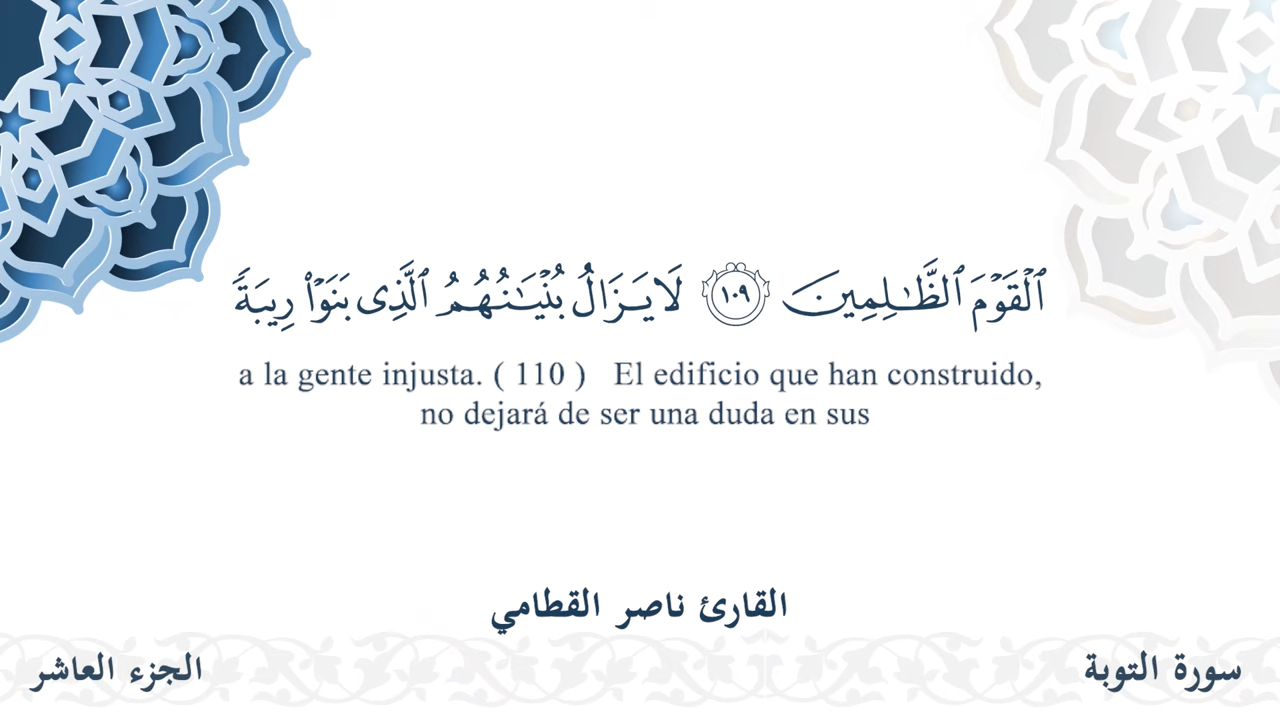 ٱلْقَوْمَ ٱلظَّـٰلِمِينَ ١٠٩ لَا يَزَالُ بُنْيَـٰنُهُمُ ٱلَّذِى بَنَوْا۟ رِيبَةًۭ
a la gente injusta. ( 110 ) El edificio que han construido,
no dejará de ser una duda en sus
القارئ ناصر القطامي
سورة التوبة
الجزء العاشر